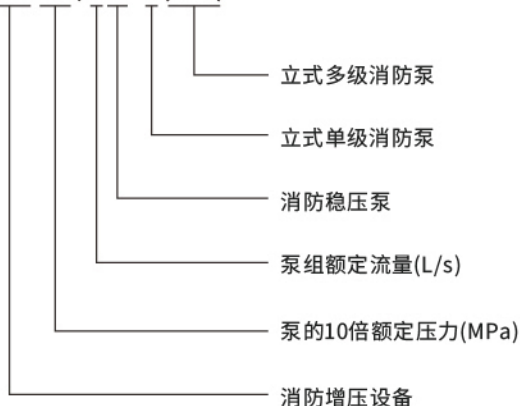 立式多级消防泵
立式单级消防泵
消防稳压泵
泵组额定流量(L/s)
泵的10倍额定压力(MPa)
消防增压设备